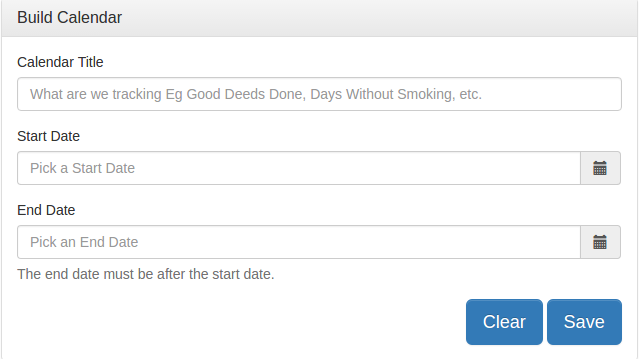 Build Calendar
Calendar Title
What are we tracking Eg Good Deeds Done, Days Without Smoking, etc.
Start Date
Pick a Start Date
End Date
Pick an End Date
The end date must be after the start date.
Clear Save